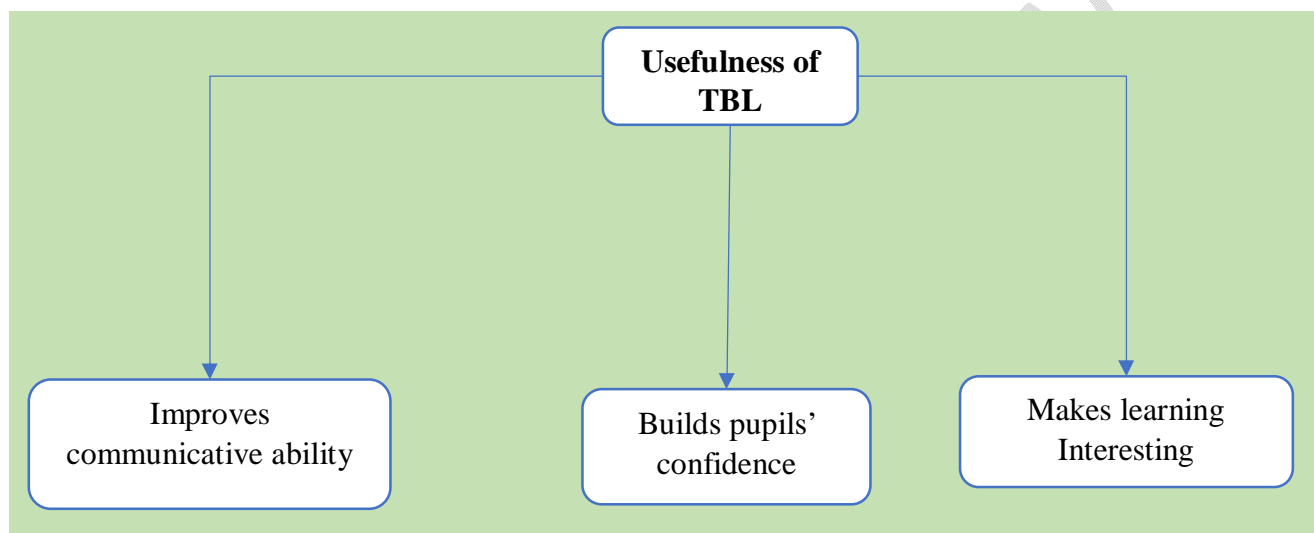 Usefulness of
TBL
Improves
communicative ability
Builds pupils’
confidence
Makes learning
Interesting